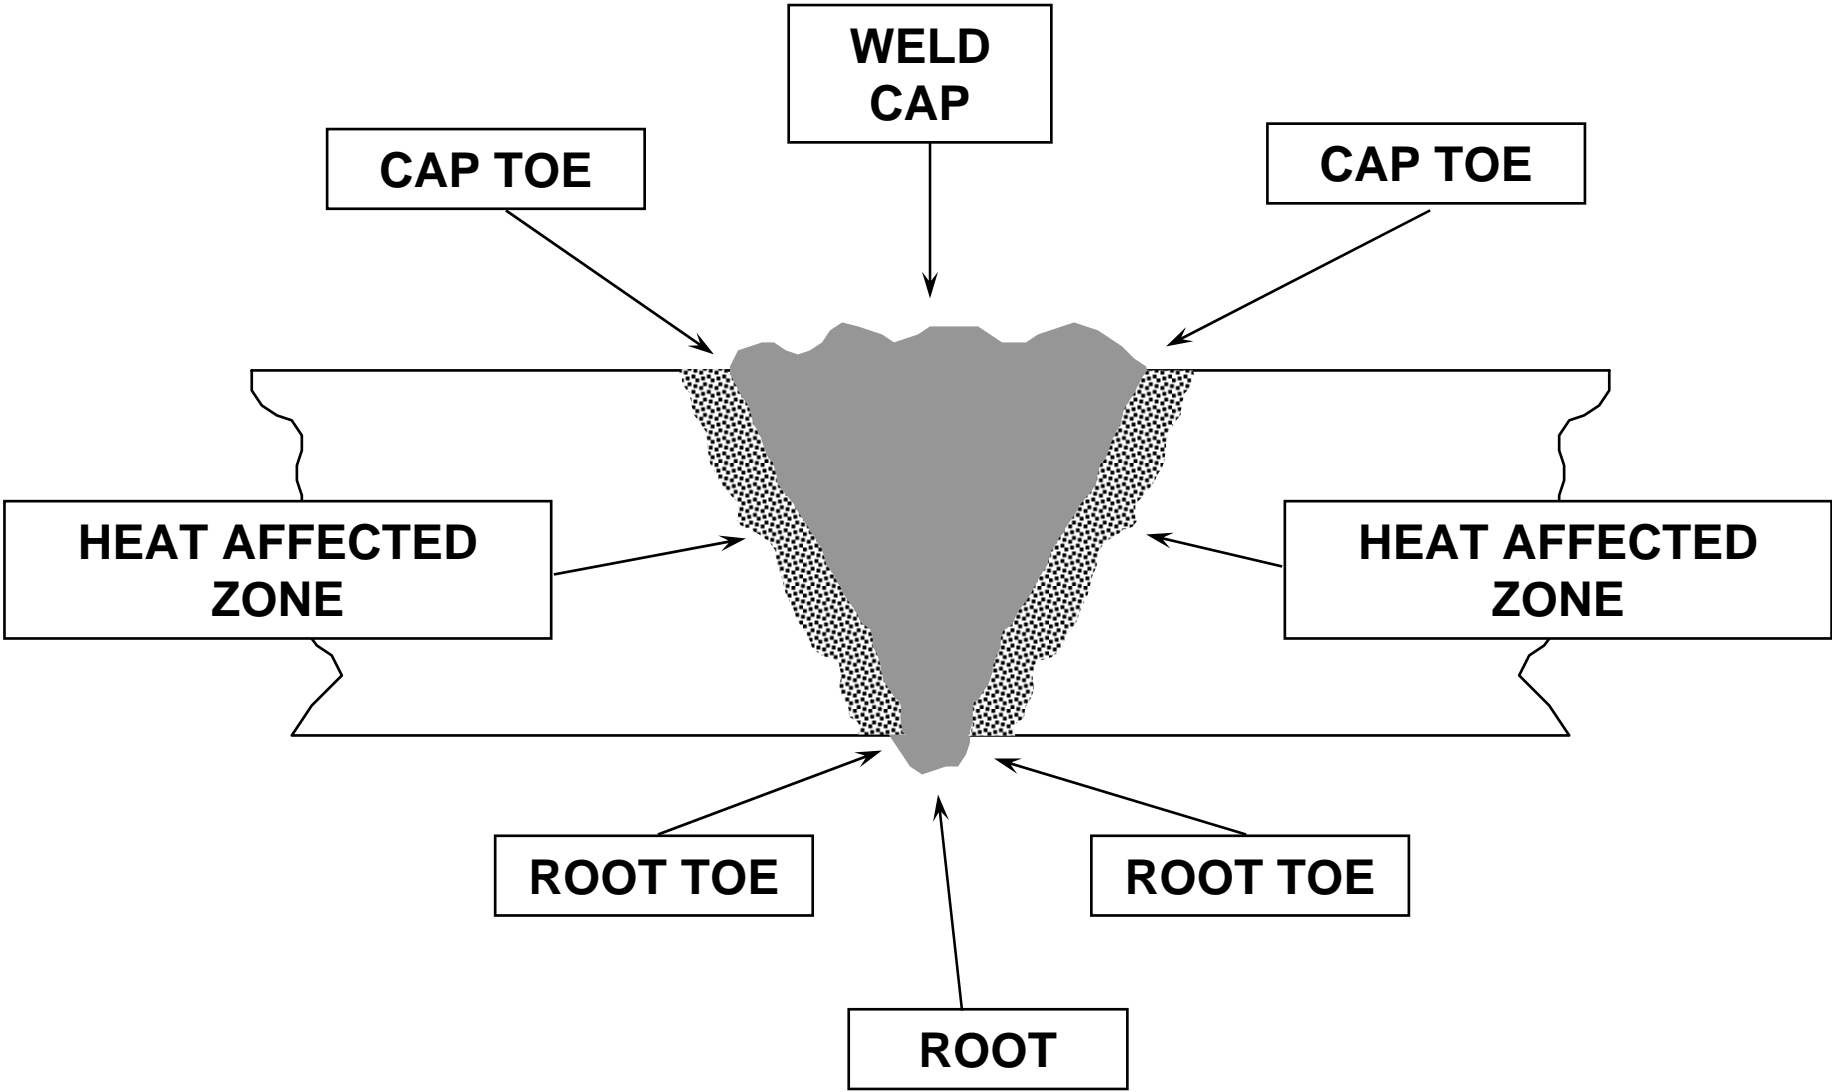 WELD
CAP
CAP TOE
CAP TOE
HEAT AFFECTED
ZONE
HEAT AFFECTED
ZONE
ROOT TOE
ROOT TOE
ROOT